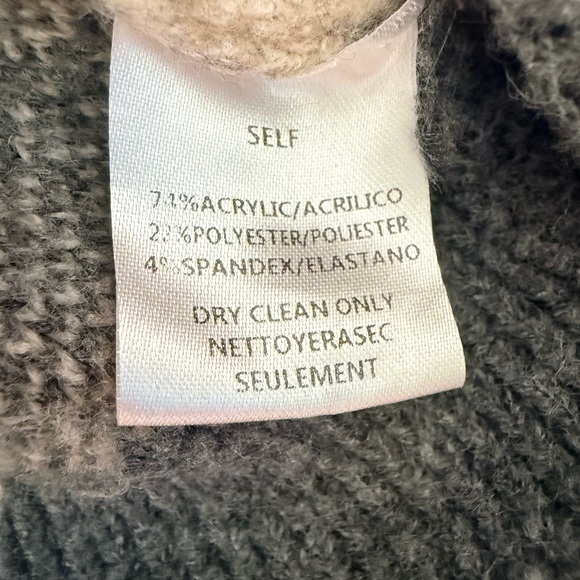 SELF
74%ACRYLIC/ACRILICO
22%POLYESTER/POLIESTER
4%SPANDEX/ELASTANO
DRY CLEAN ONLY
NETTOYERASEC
SEULEMENT